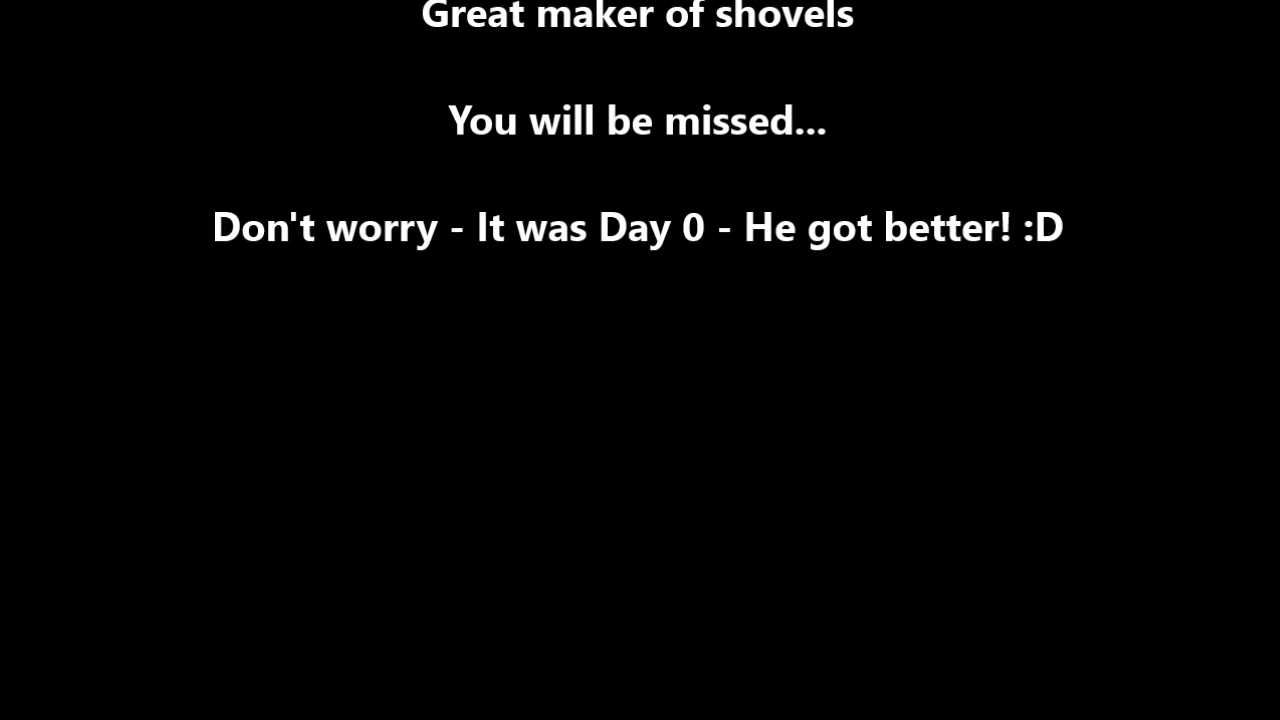 Great maker of shovels
You will be missed...
Don't worry - It was Day 0 - He got better! :D